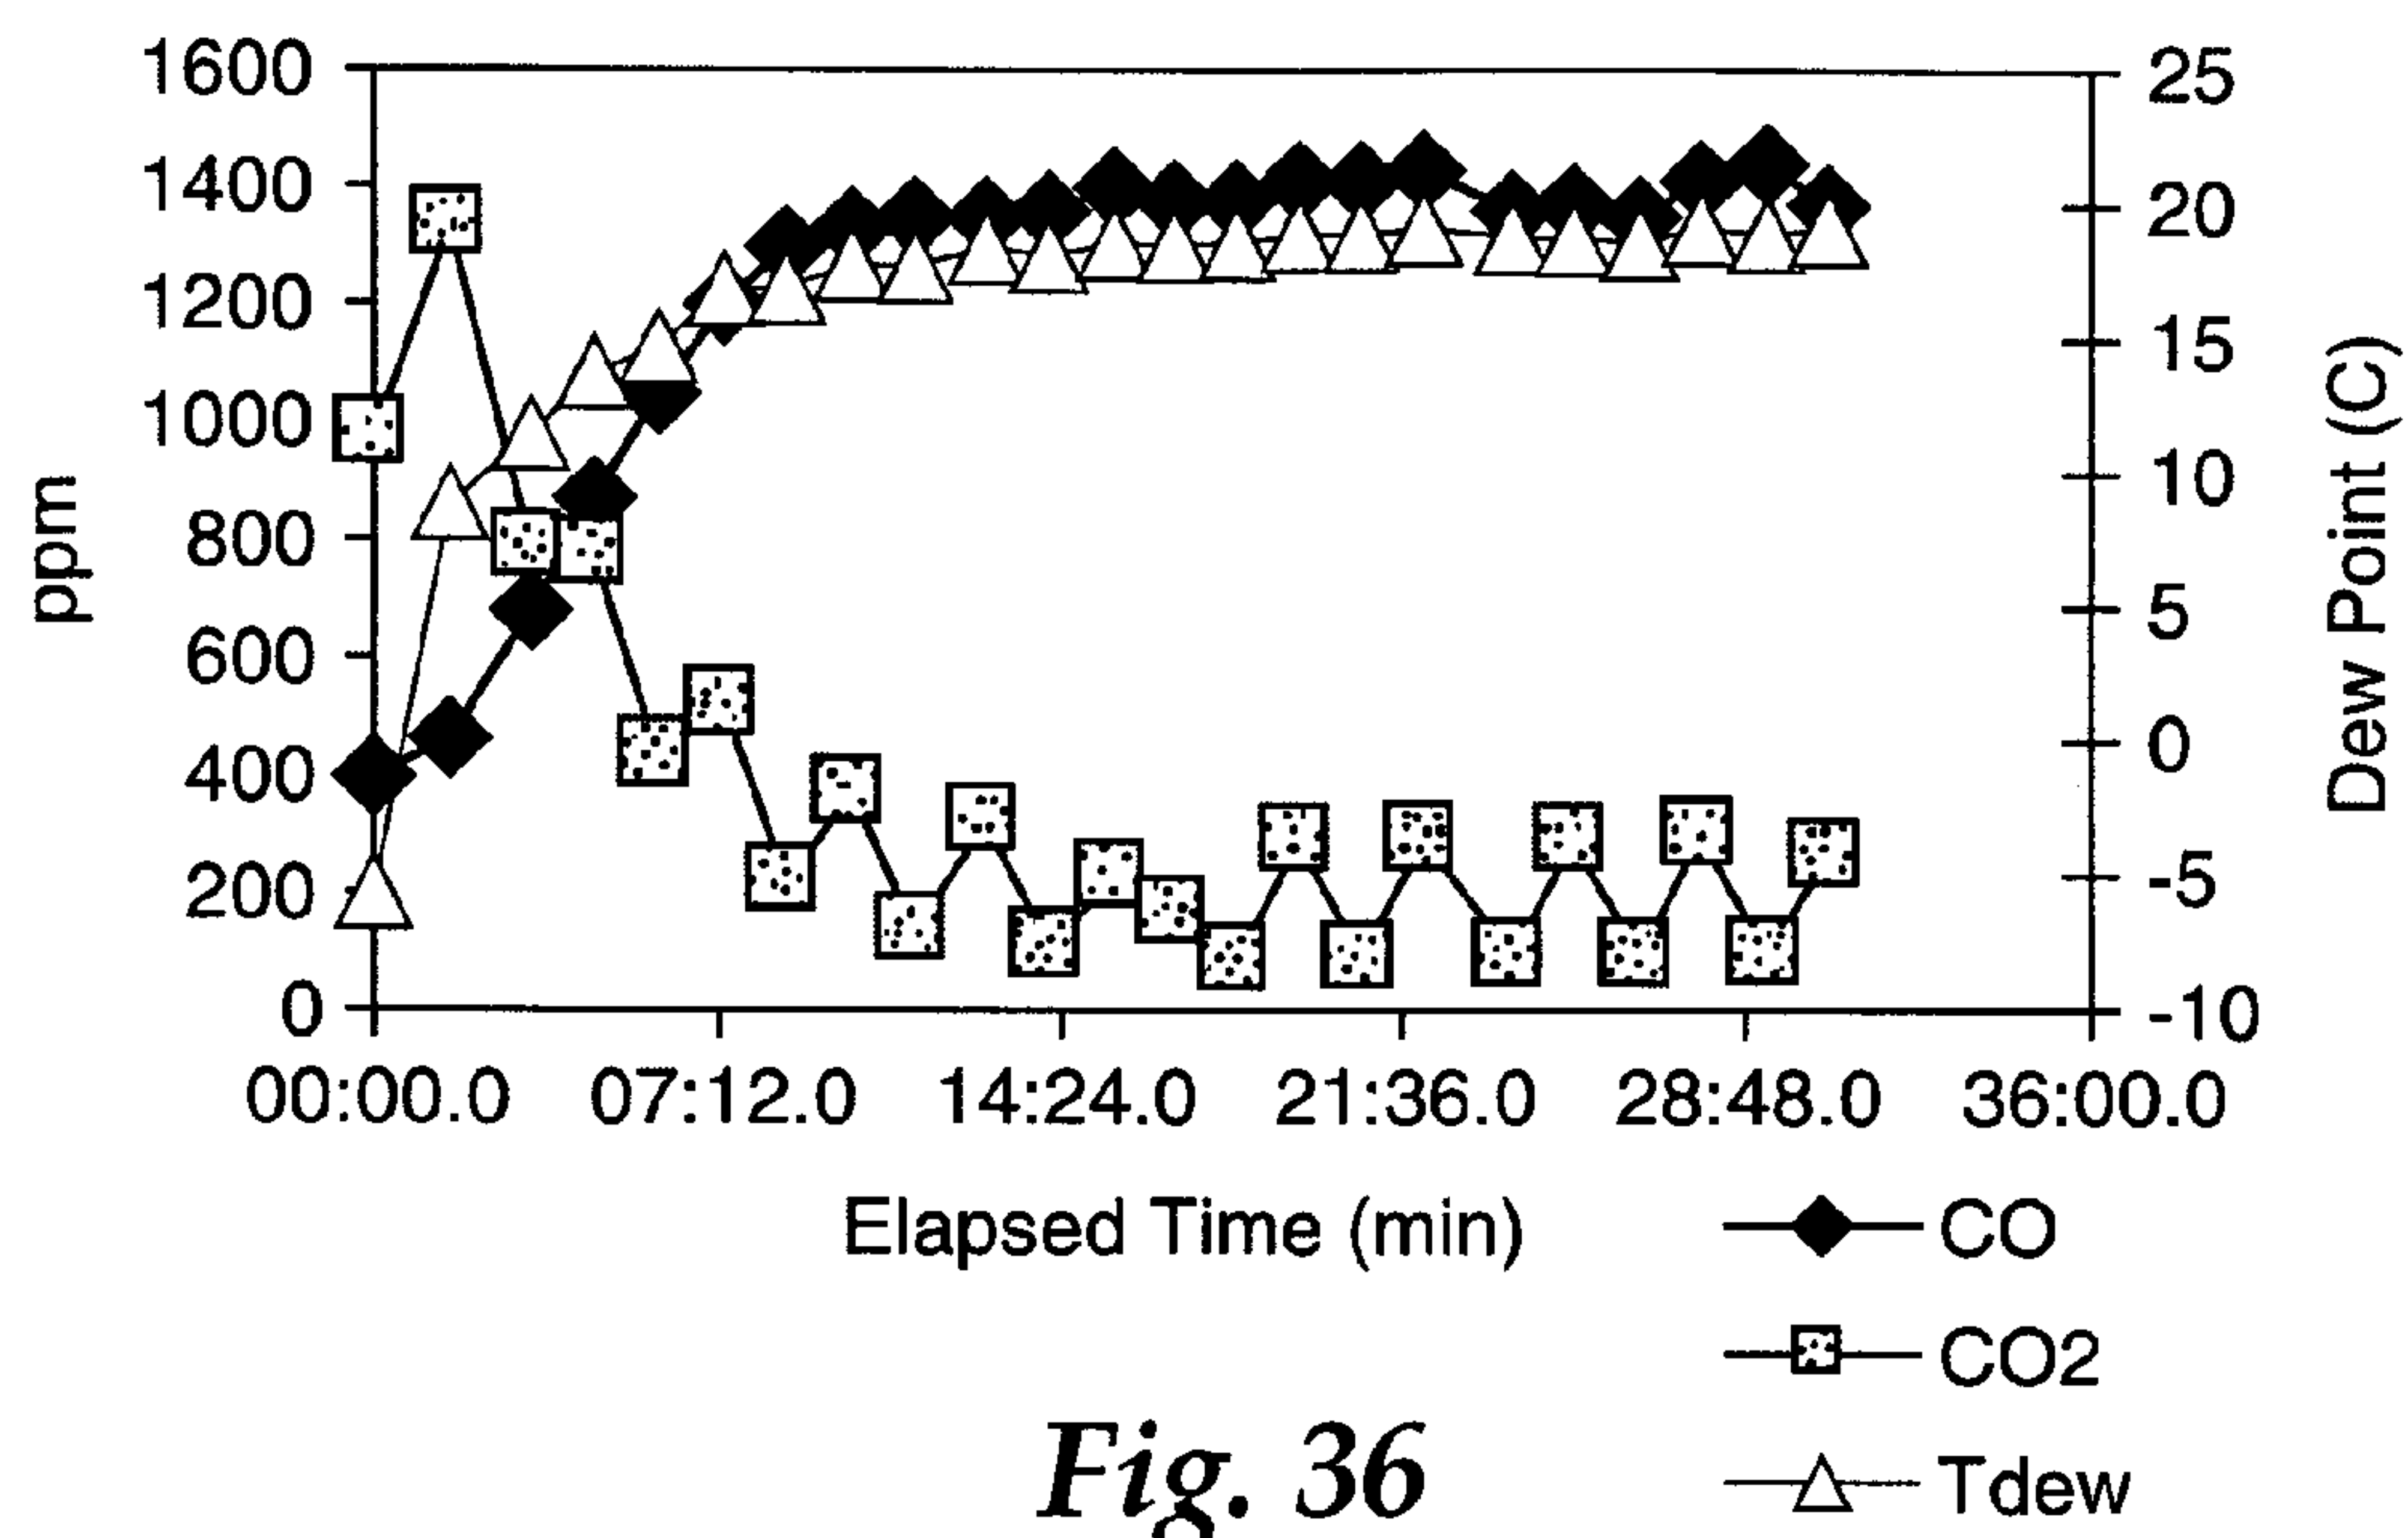 1600
1400
1200
1000
800
600
400
200
0
ppm
25
20
15
10
5
0
-5
-10
Dew Point (C)
00:00.0 07:12.0 14:24.0 21:36.0 28:48.0 36:00.0
Elapsed Time (min)
CO
CO2
Tdew
Fig. 36